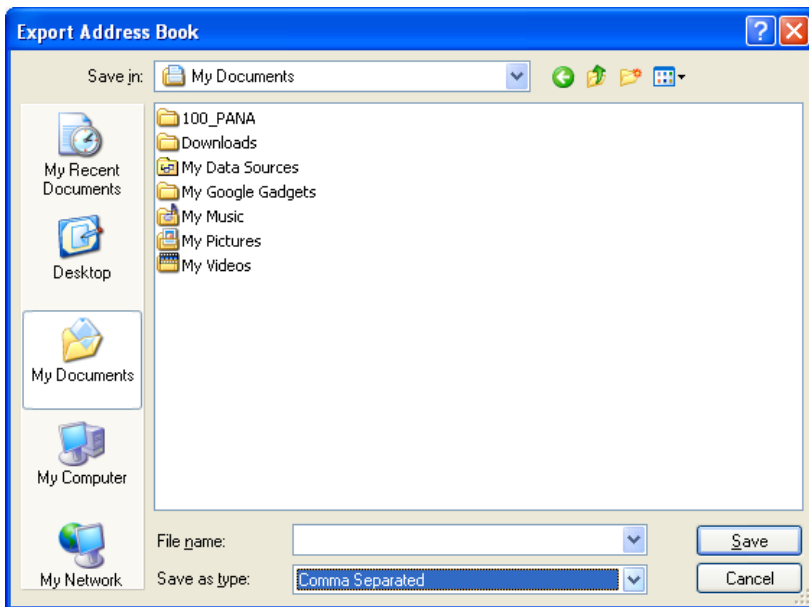 Export Address Book
Save in:
My Documents
My Recent
Documents
Desktop
My Documents
My Computer
My Network
100_PANA
Downloads
My Data Sources
My Google Gadgets
My Music
My Pictures
My Videos
File name:
Save
Save as type:
Comma Separated
Cancel